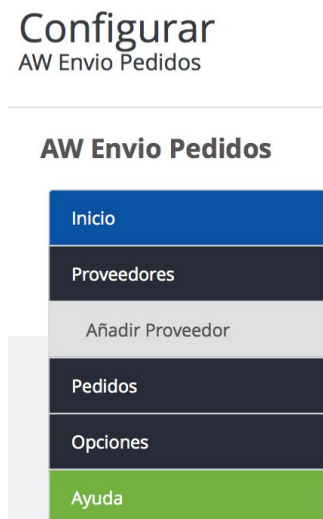 Configurar
AW Envio Pedidos
AW Envio Pedidos
Inicio
Proveedores
Añadir Proveedor
Pedidos
Opciones
Ayuda